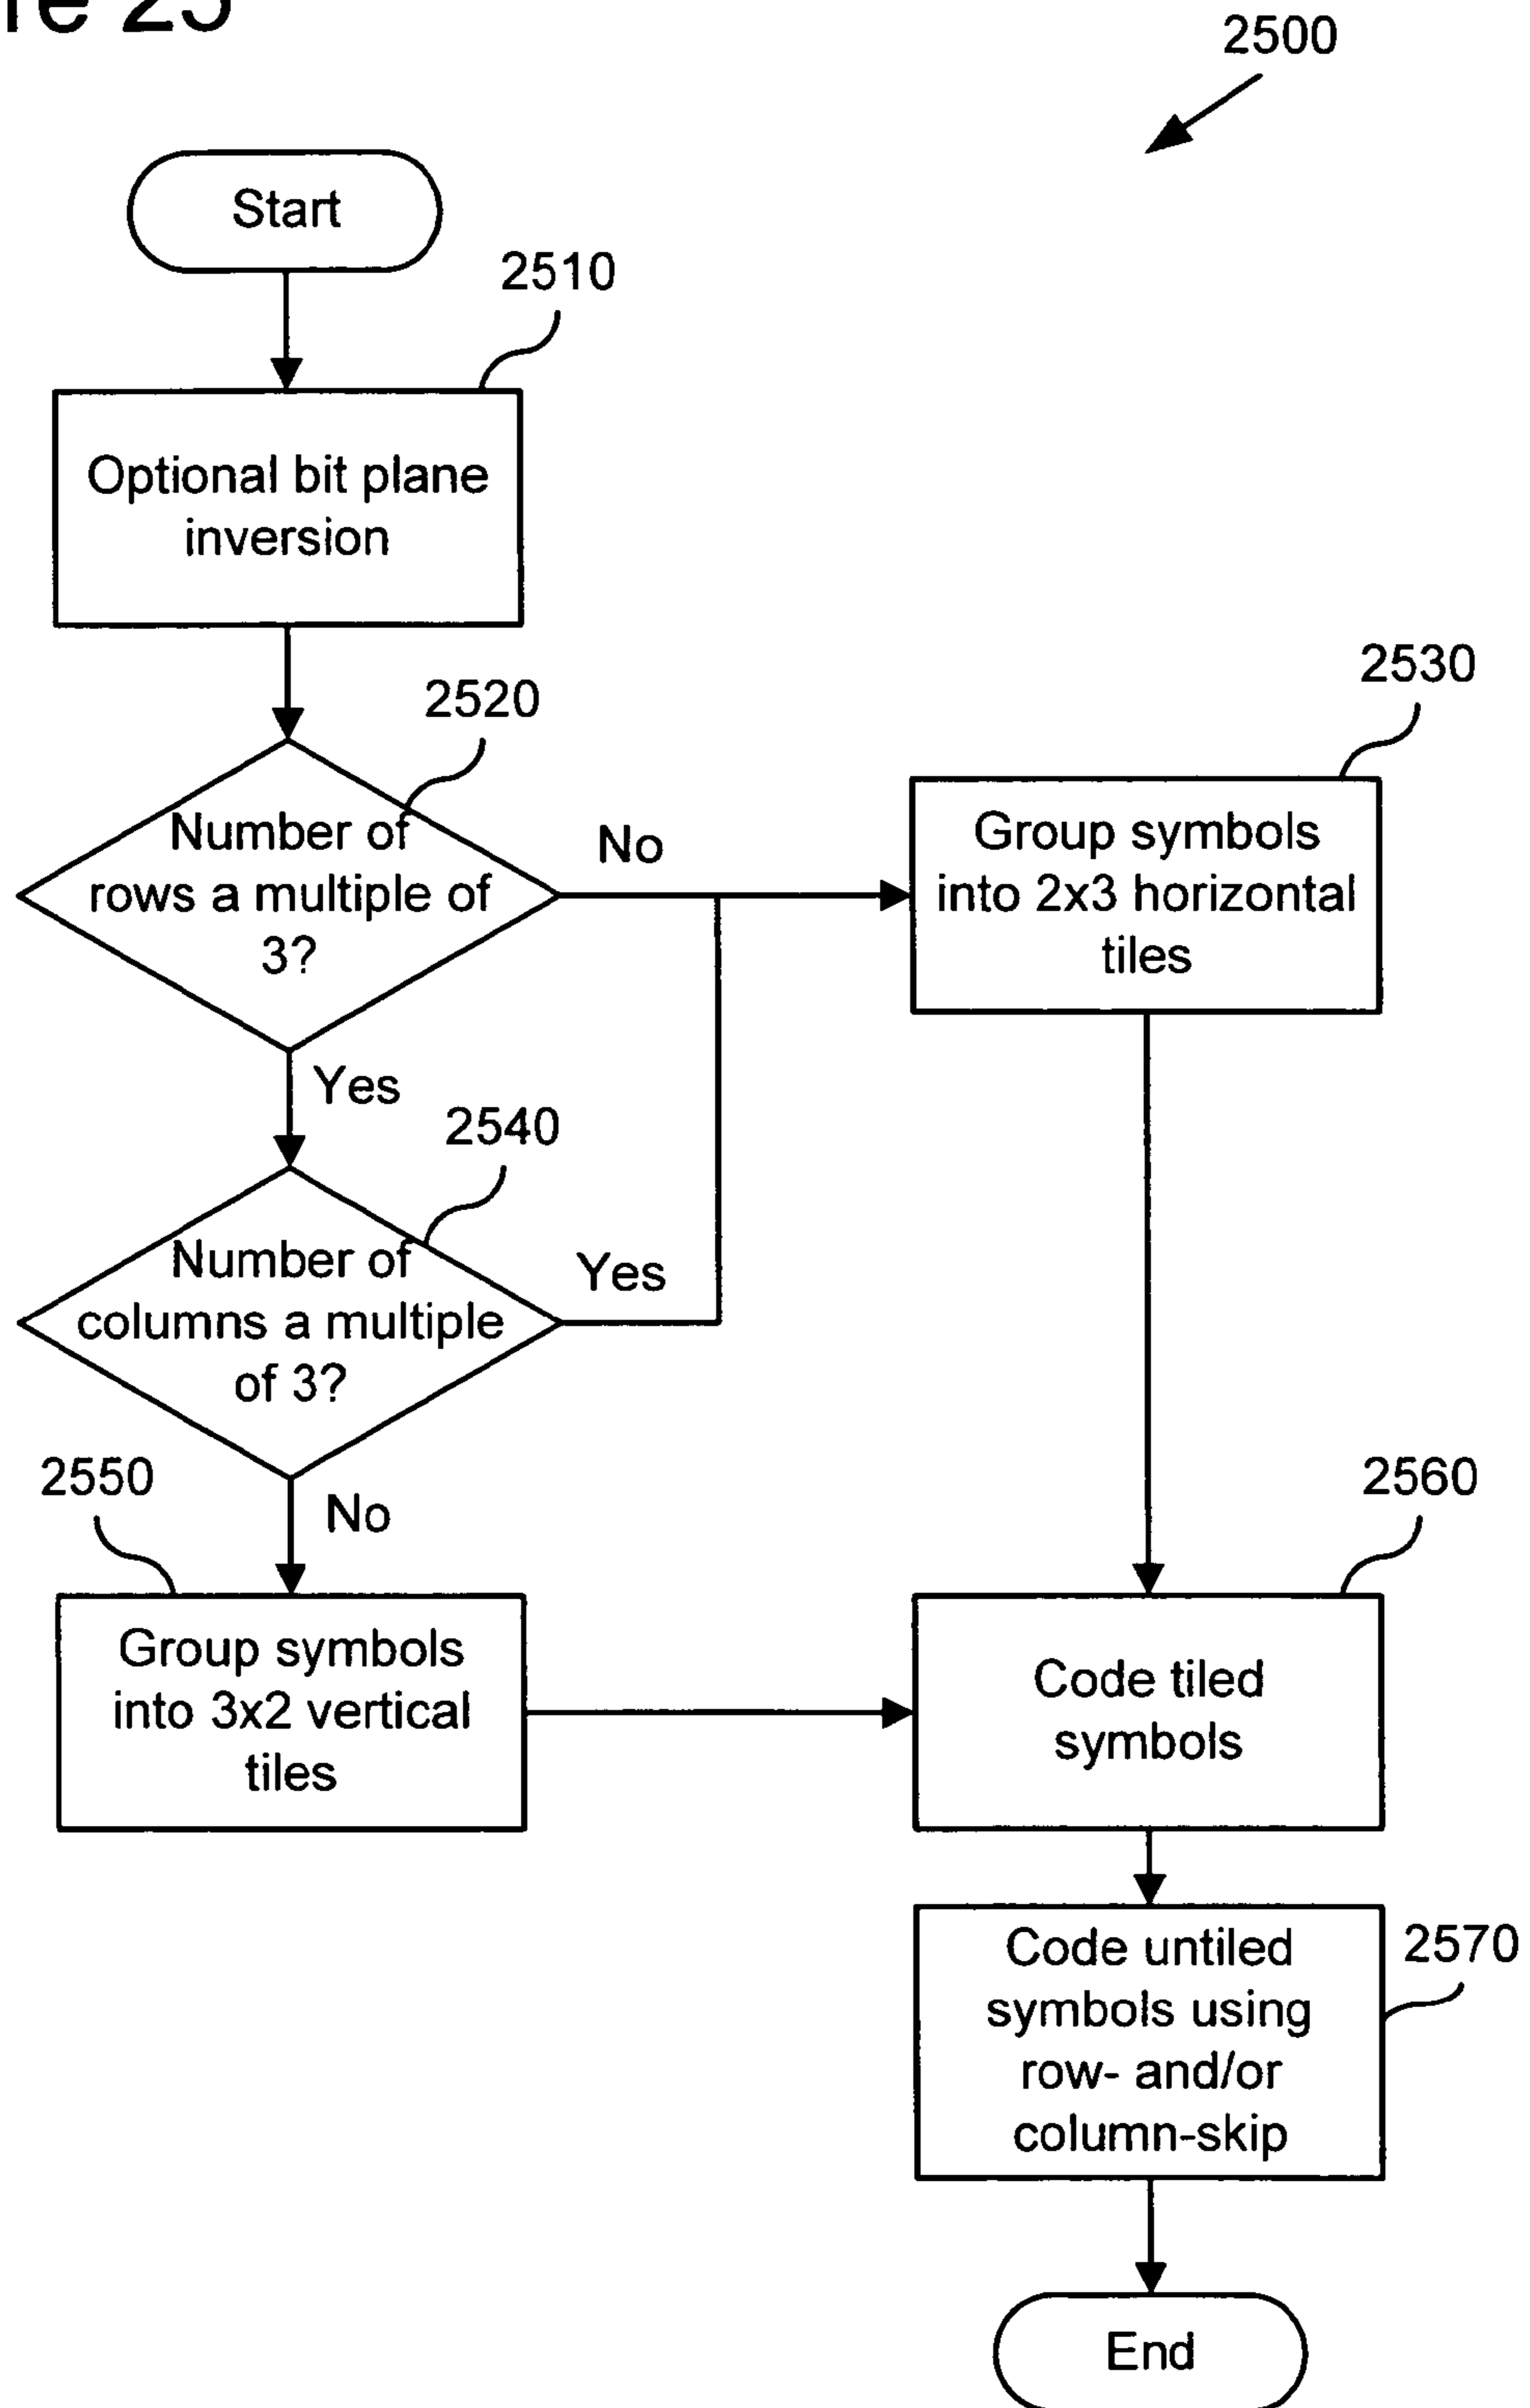 2500
Start
2510
Optional bit plane
inversion
2520
Number of
rows a multiple of
3?
No
2530
Group symbols
into 2x3 horizontal
tiles
Yes
2540
Number of
columns a multiple
of 3?
Yes
2550
No
Group symbols
into 3x2 vertical
tiles
2560
Code tiled
symbols
Code untiled
symbols using
row- and/or
column-skip
2570
End